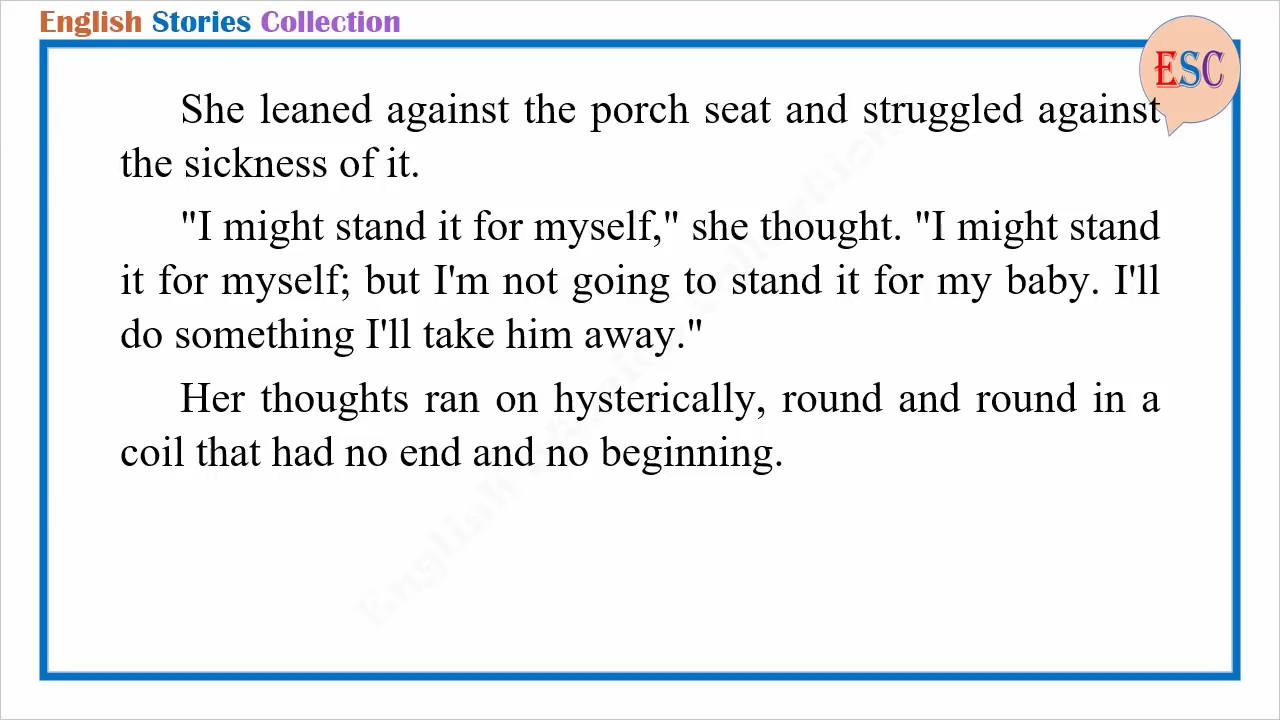 English Stories Collection
ESC
She leaned against the porch seat and struggled against
the sickness of it.
"I might stand it for myself," she thought. "I might stand
it for myself; but I'm not going to stand it for my baby. I'll
do something I'll take him away."
Her thoughts ran on hysterically, round and round in a
coil that had no end and no beginning.
English Stories Collection